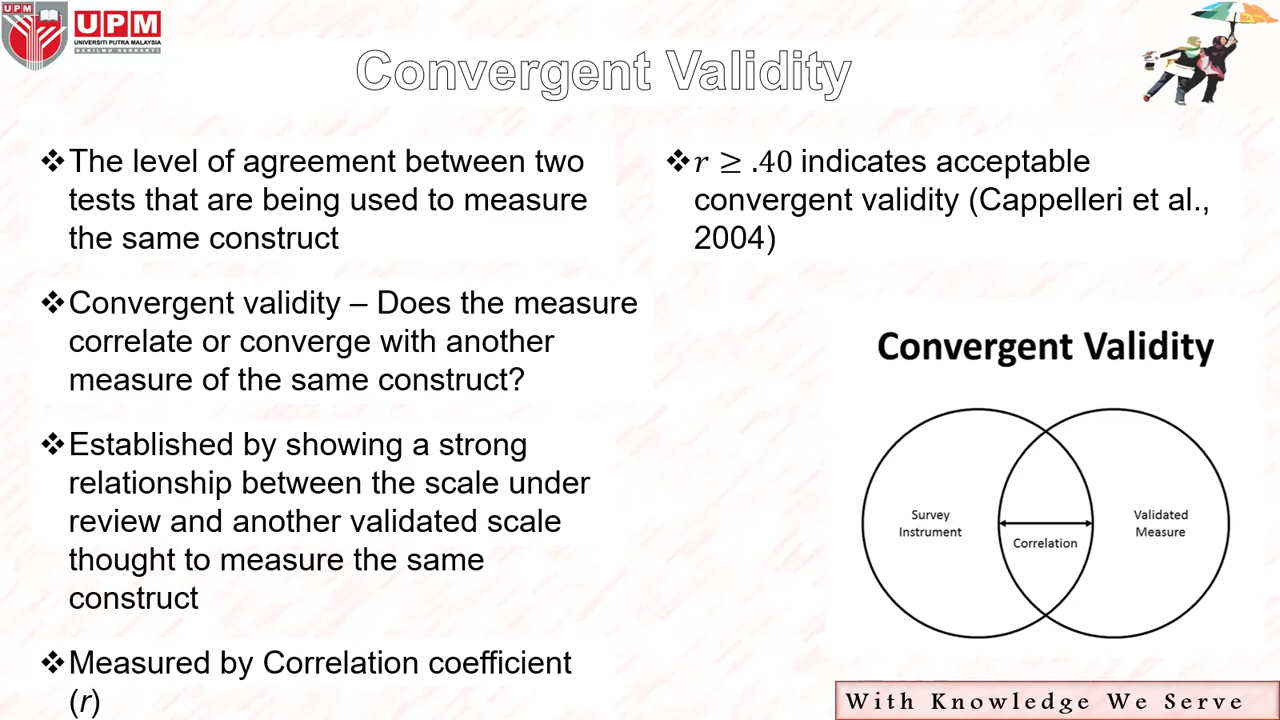 UPM
UPM
UNIVERSITI PUTRA MALAYSIA
BERILMU BERBAKTI
Convergent Validity
❖The level of agreement between two
tests that are being used to measure
the same construct
❖Convergent validity – Does the measure
correlate or converge with another
measure of the same construct?
❖Established by showing a strong
relationship between the scale under
review and another validated scale
thought to measure the same
construct
❖Measured by Correlation coefficient
(r)
❖r ≥ .40 indicates acceptable
convergent validity (Cappelleri et al.,
2004)
Convergent Validity
Survey
Instrument
Correlation
Validated
Measure
With Knowledge We Serve